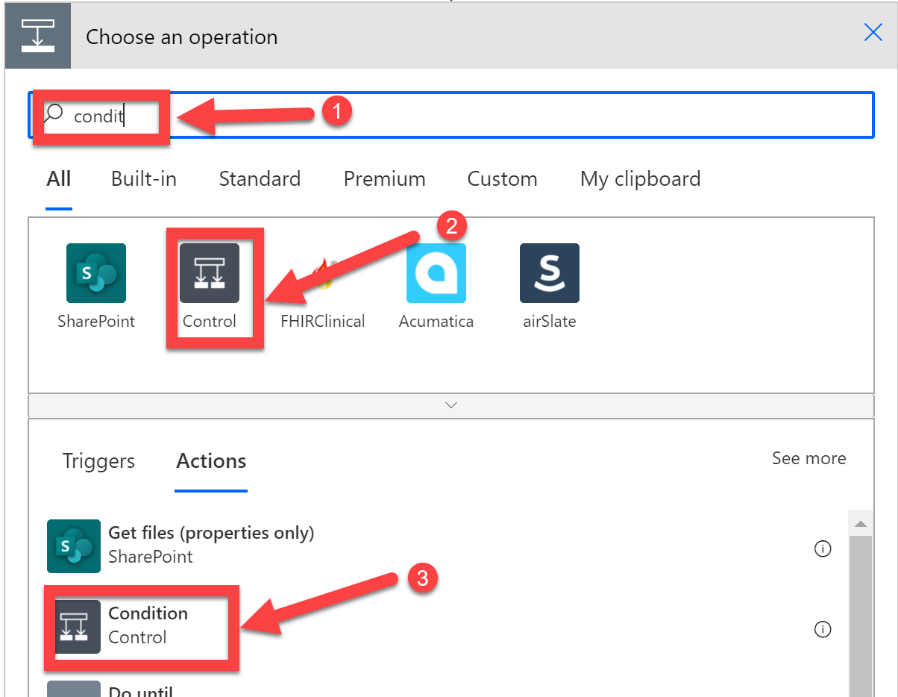 Choose an operation
condit
1
All Built-in Standard Premium Custom My clipboard
2
S S
SharePoint Control FHIRClinical Acumatica airSlate
Triggers Actions See more
Get files (properties only)
S
SharePoint
3
Condition
Control
Do until